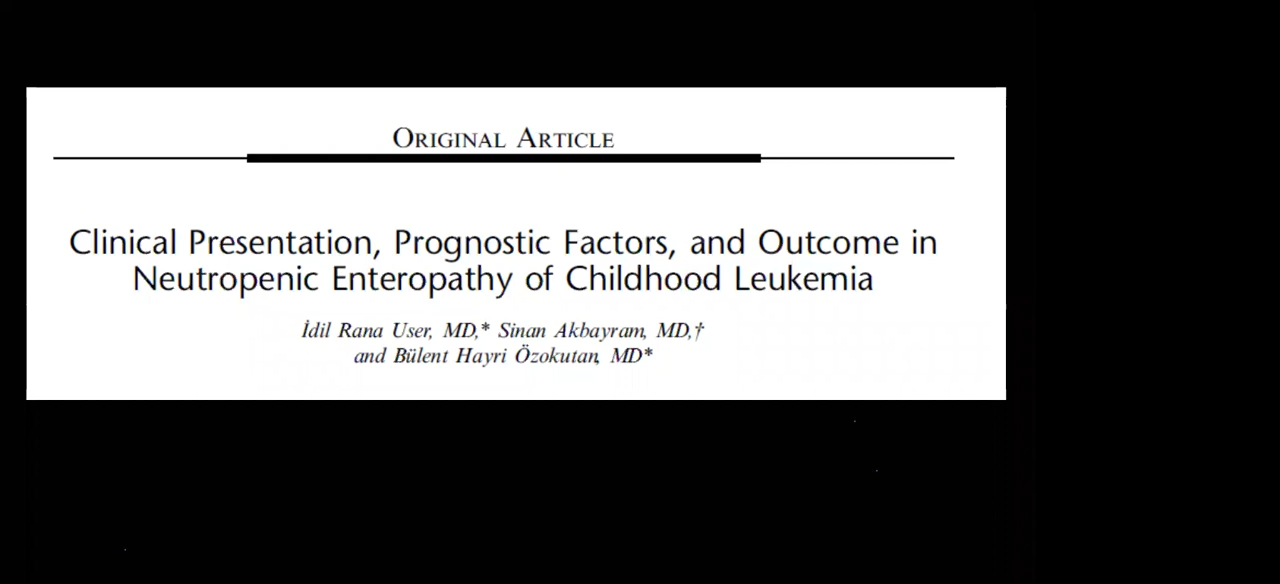 ORIGINAL ARTICLE
Clinical Presentation, Prognostic Factors, and Outcome in
Neutropenic Enteropathy of Childhood Leukemia
İdil Rana User, MD,* Sinan Akbayram, MD,†
and Bülent Hayri Özokutan, MD*